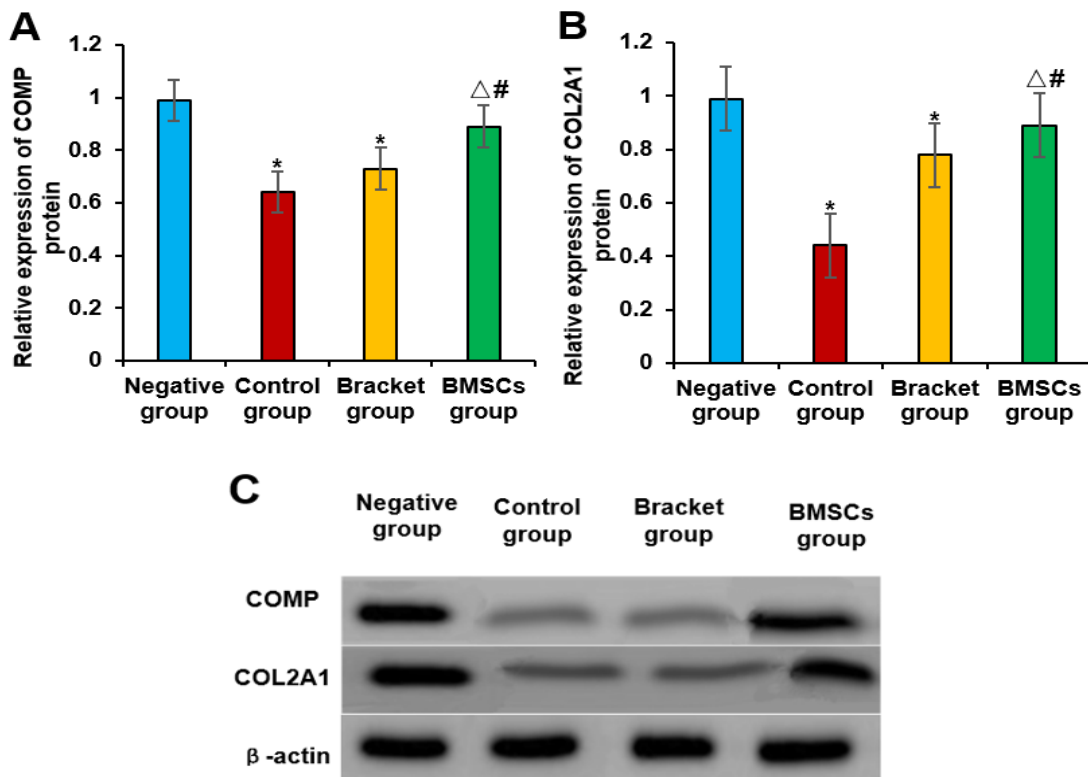 A
Relative expression of COMP
protein
1.2
1
0.8
0.6
0.4
0.2
0
*
*
△#
Negative group
Control group
Bracket group
BMSCs group
B
Relative expression of COL2A1
protein
1.2
1
0.8
0.6
0.4
0.2
0
*
*
△#
Negative group
Control group
Bracket group
BMSCs group
C
Negative group
Control group
Bracket group
BMSCs group
COMP
COL2A1
β-actin